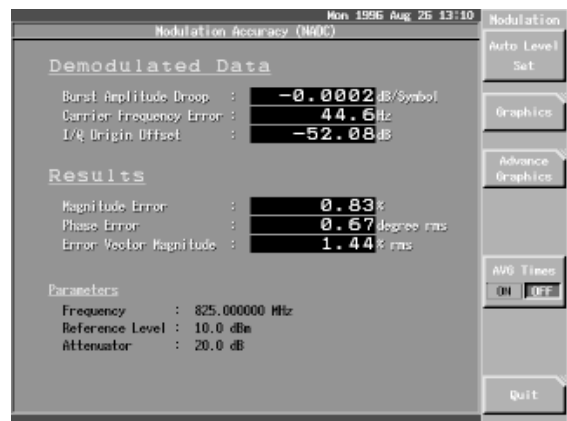 Mon 1996 Aug 26 13:10
Modulation Accuracy (NADC)
Demodulated Data
Burst Amplitude Droop : -0.0002 dB/Symbol
Carrier Frequency Error : 44.6 Hz
I/Q Origin Offset : -52.08 dB
Results
Magnitude Error : 0.83 %
Phase Error : 0.67 degree rms
Error Vector Magnitude : 1.44 % rms
Parameters
Frequency : 825.000000 MHz
Reference Level : 10.0 dBm
Attenuator : 20.0 dB
Modulation
Auto Level
Set
Graphics
Advance
Graphics
AVG Times
ON OFF
Quit